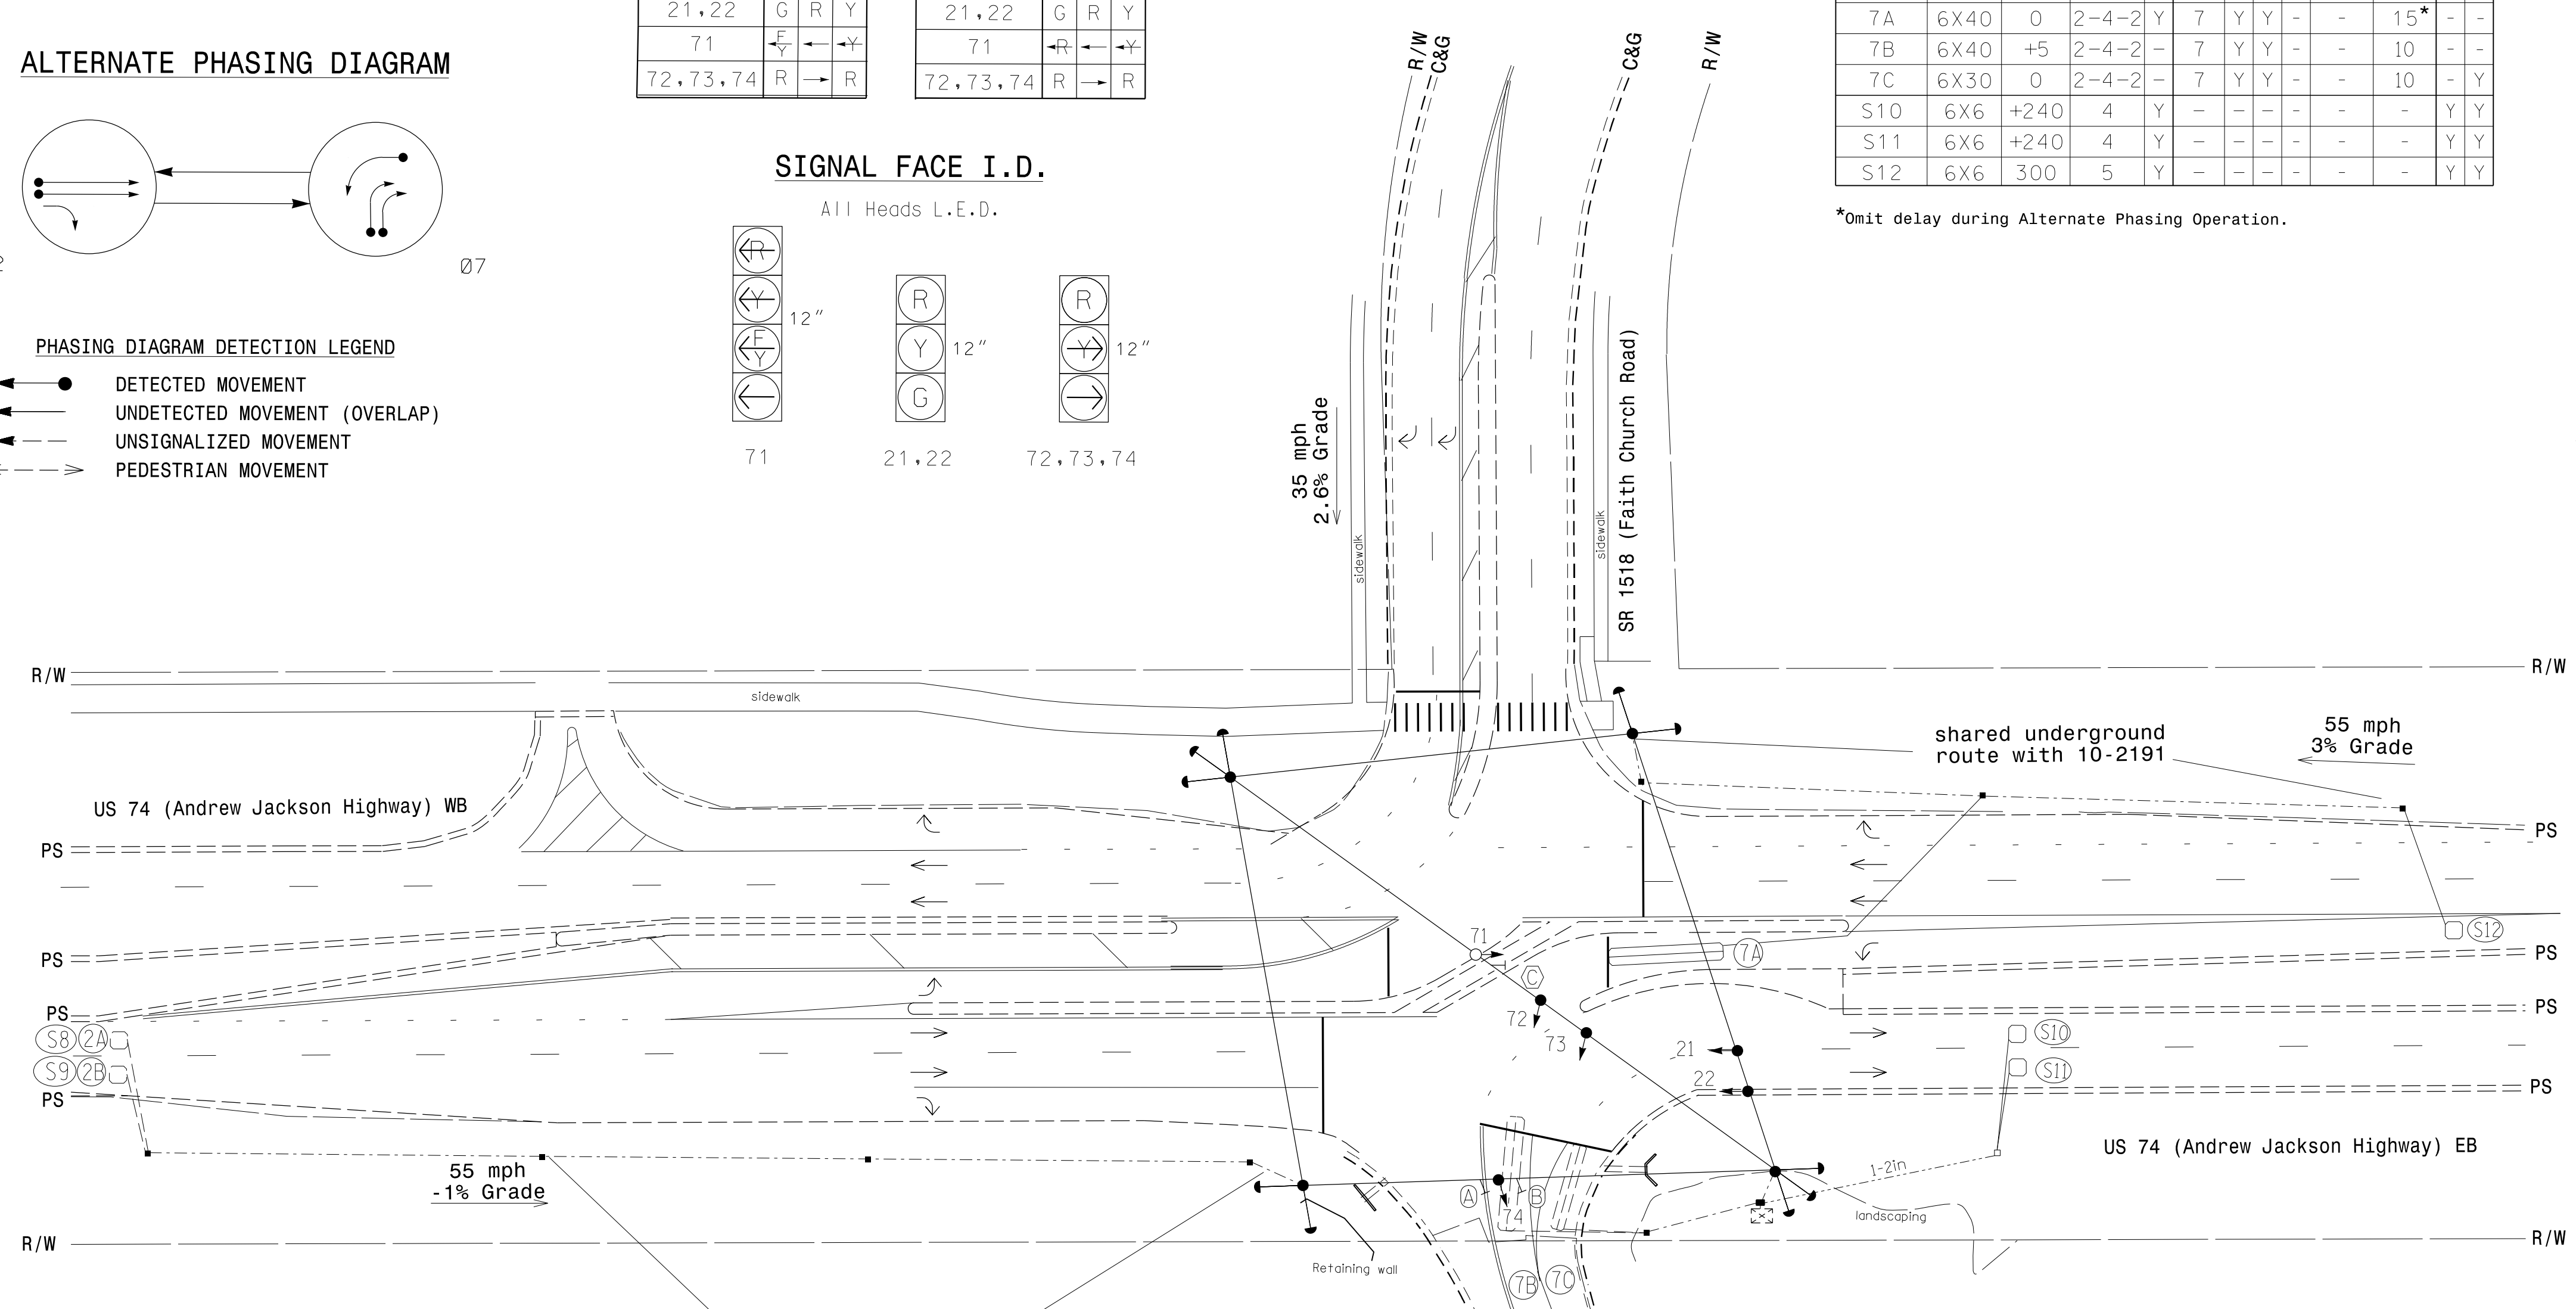 21,22 G R Y
71 F Y Y
72,73,74 R R
21,22 G R Y
71 R Y
72,73,74 R R
7A 6X40 0 2-4-2 Y 7 Y Y - - 15* - -
7B 6X40 +5 2-4-2 - 7 Y Y - - 10 - -
7C 6X30 0 2-4-2 - 7 Y Y - - 10 - Y
S10 6X6 +240 4 Y - - - - - - Y Y
S11 6X6 +240 4 Y - - - - - - Y Y
S12 6X6 300 5 Y - - - - - - Y Y
*Omit delay during Alternate Phasing Operation.
ALTERNATE PHASING DIAGRAM
Ø7
PHASING DIAGRAM DETECTION LEGEND
DETECTED MOVEMENT
UNDETECTED MOVEMENT (OVERLAP)
UNSIGNALIZED MOVEMENT
PEDESTRIAN MOVEMENT
SIGNAL FACE I.D.
All Heads L.E.D.
R
Y
F
Y
12"
71
R
Y
G
12"
21,22
R
Y
12"
72,73,74
R/W
C&G
C&G
R/W
35 mph
2.6% Grade
sidewalk
sidewalk
SR 1518 (Faith Church Road)
R/W
sidewalk
R/W
shared underground
route with 10-2191
55 mph
3% Grade
US 74 (Andrew Jackson Highway) WB
PS
PS
PS
PS
PS
PS
PS
PS
71
C
7A
S12
72
73
21
22
S8 2A
S9 2B
S10
S11
US 74 (Andrew Jackson Highway) EB
55 mph
-1% Grade
1-2in
A
B
74
landscaping
R/W
R/W
Retaining wall
7B
7C